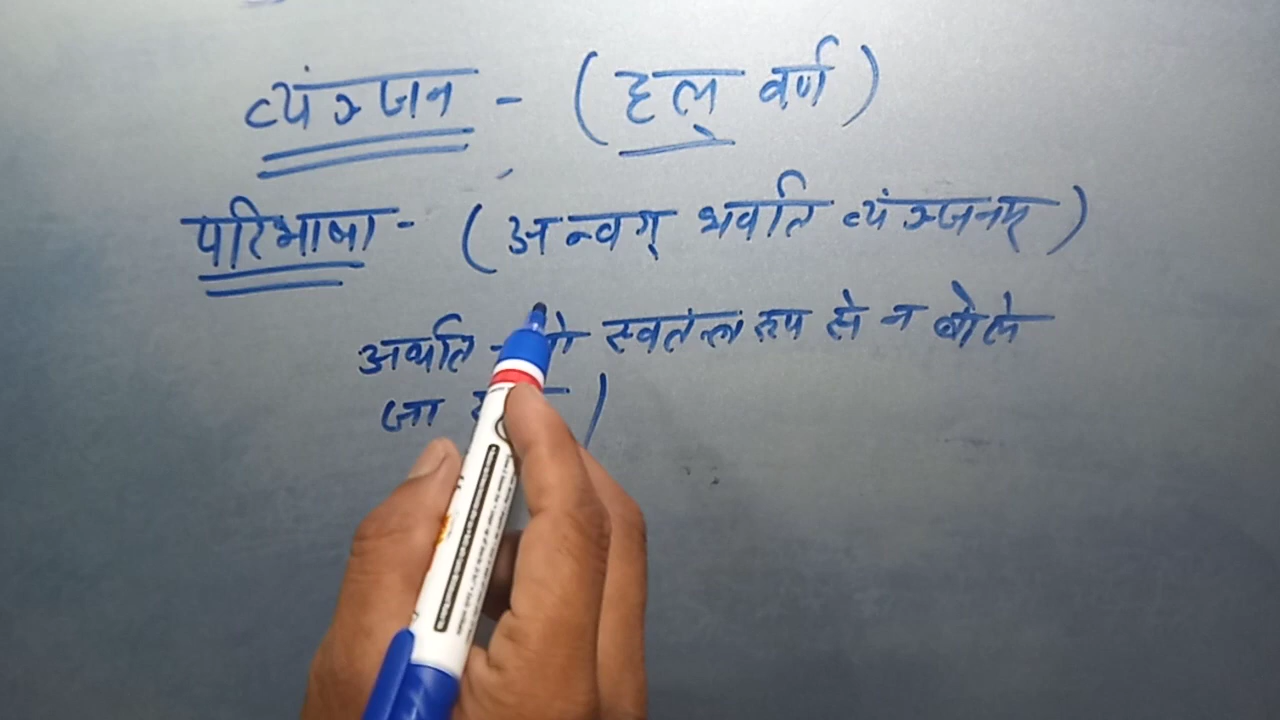 व्यंञ्जन - (हल् वर्ण)
परिभाषा - (अन्वग् भवति व्यंञ्जनम्)
अर्थात - स्वतंत्र रूप से न बोले
जा